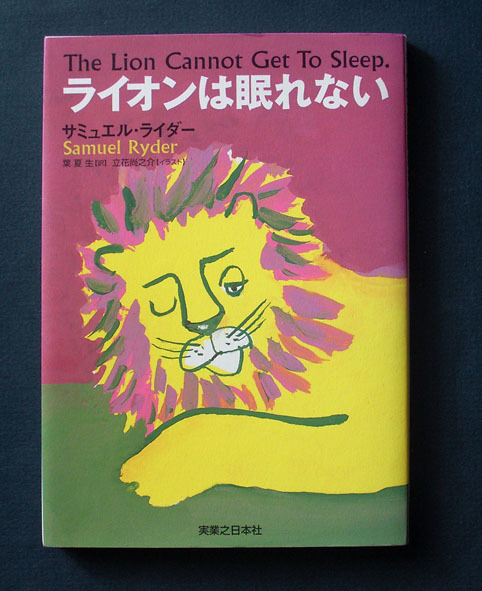 The Lion Cannot Get To Sleep.
ライオンは眠れない
サミュエル・ライダー
Samuel Ryder
葉夏生[訳] 立花尚之介[イラスト]
実業之日本社